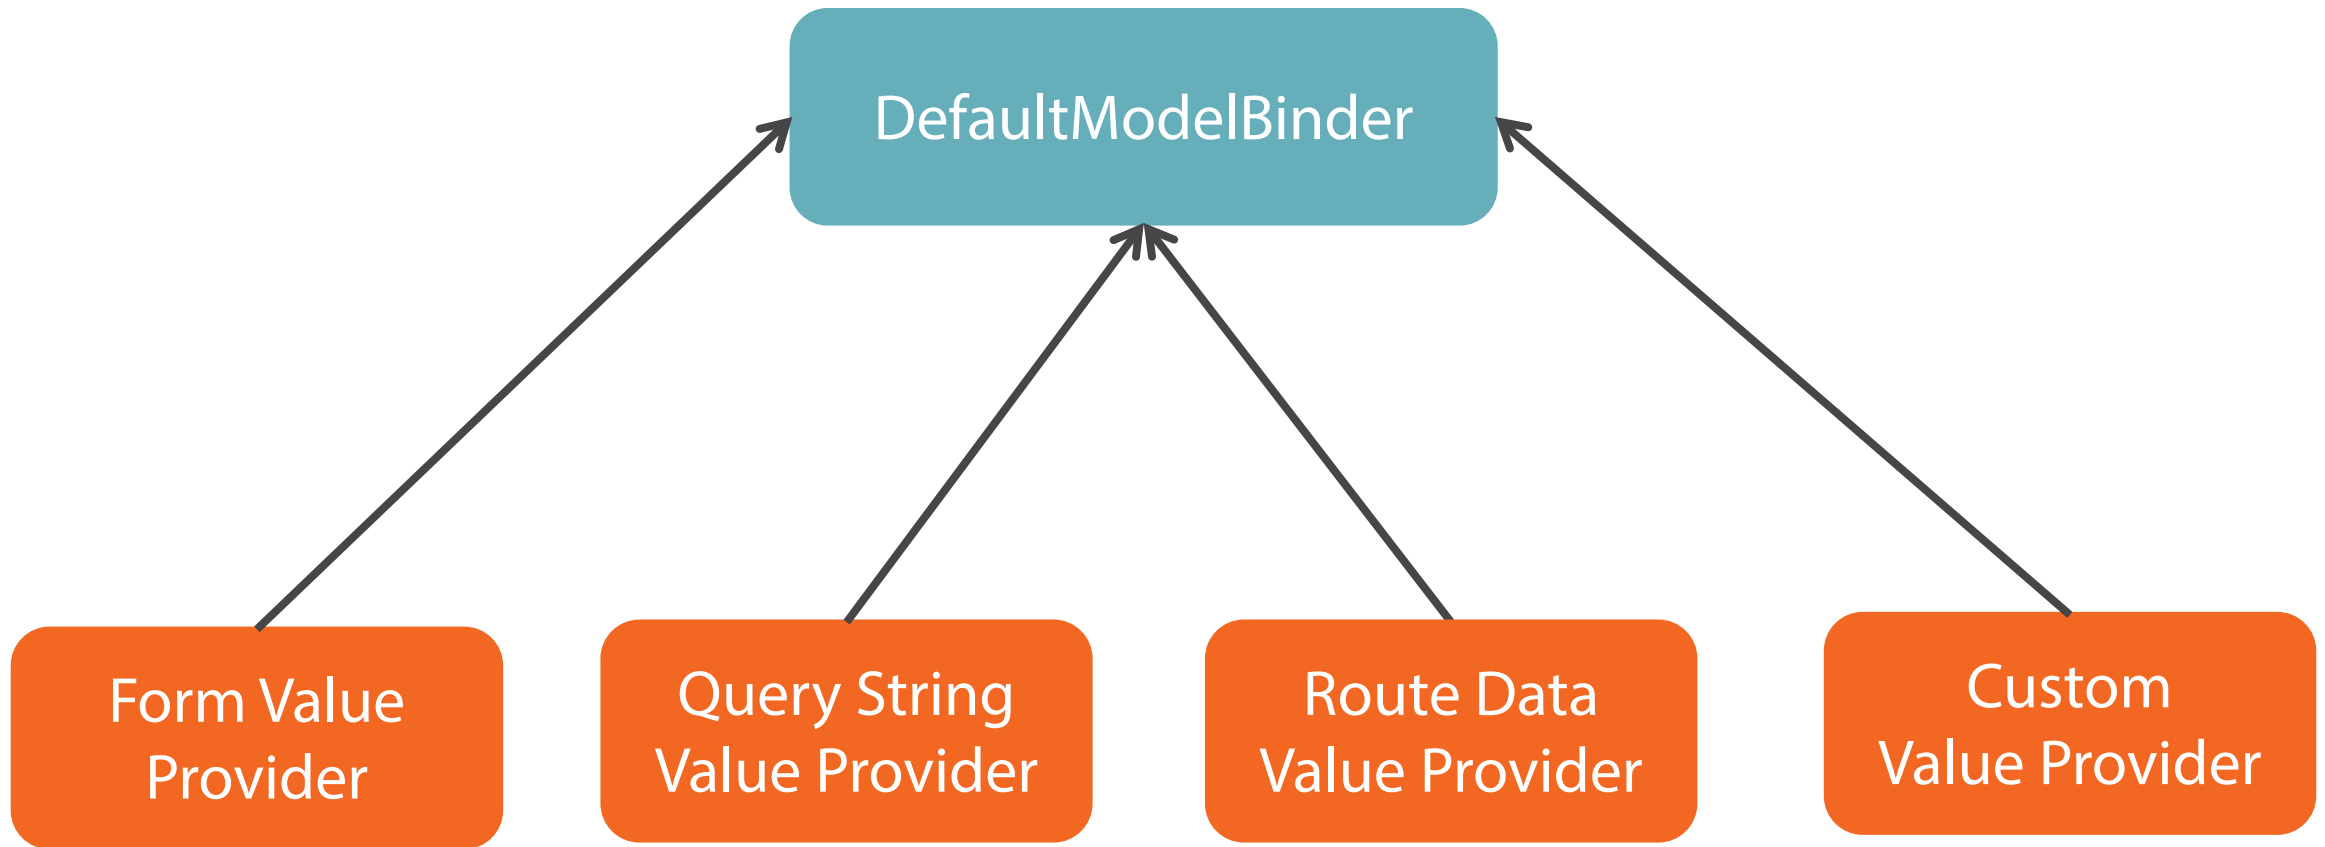 DefaultModelBinder
Form Value
Provider
Query String
Value Provider
Route Data
Value Provider
Custom
Value Provider